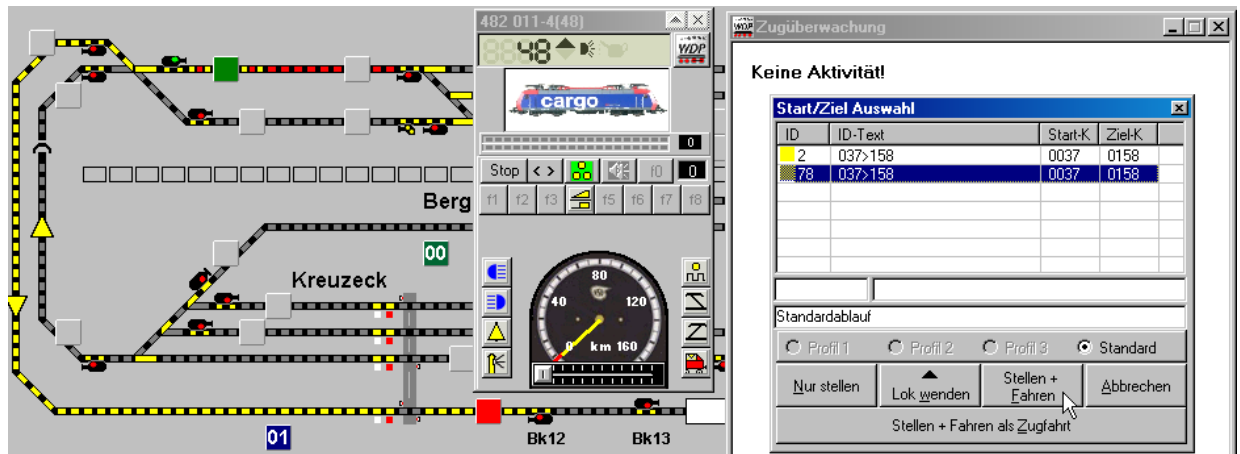 482 011-4(48)
48
WDP
cargo
0
Stop < > f0 0
f1 f2 f3 f5 f6 f7 f8
40 80 120
0 km 160
Berg
00
Kreuzeck
01
Bk12
Bk13
WDP Zugüberwachung
Keine Aktivität!
Start/Ziel Auswahl
ID ID-Text Start-K Ziel-K
2 037>158 0037 0158
78 037>158 0037 0158
Standardablauf
Profil 1 Profil 2 Profil 3 Standard
Nur stellen
Lok wenden
Stellen +
Fahren
Abbrechen
Stellen + Fahren als Zugfahrt